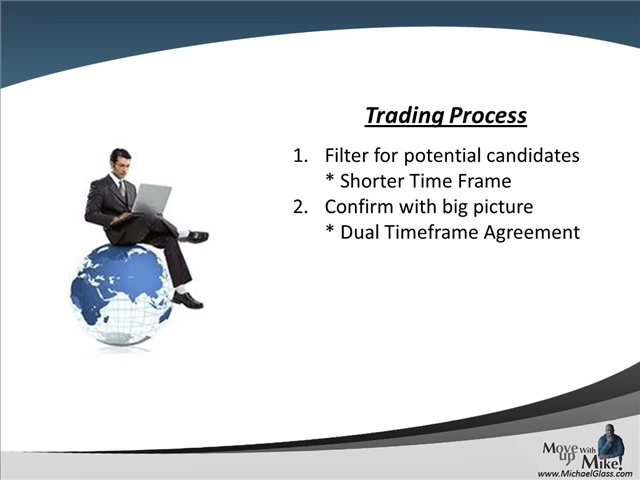 Trading Process
1. Filter for potential candidates
* Shorter Time Frame
2. Confirm with big picture
* Dual Timeframe Agreement
Move up With Mike!
www.MichaelGlass.com